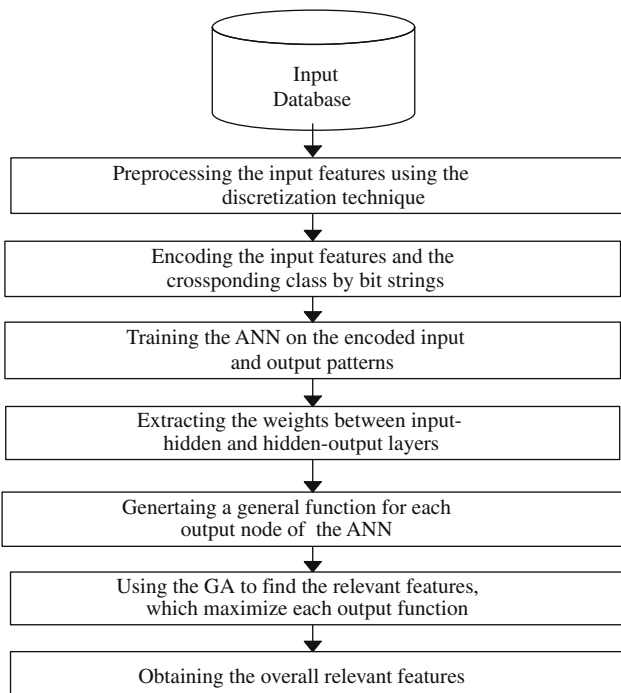 Input
Database
Preprocessing the input features using the
discretization technique
Encoding the input features and the
crossponding class by bit strings
Training the ANN on the encoded input
and output patterns
Extracting the weights between input-
hidden and hidden-output layers
Genertaing a general function for each
output node of the ANN
Using the GA to find the relevant features,
which maximize each output function
Obtaining the overall relevant features